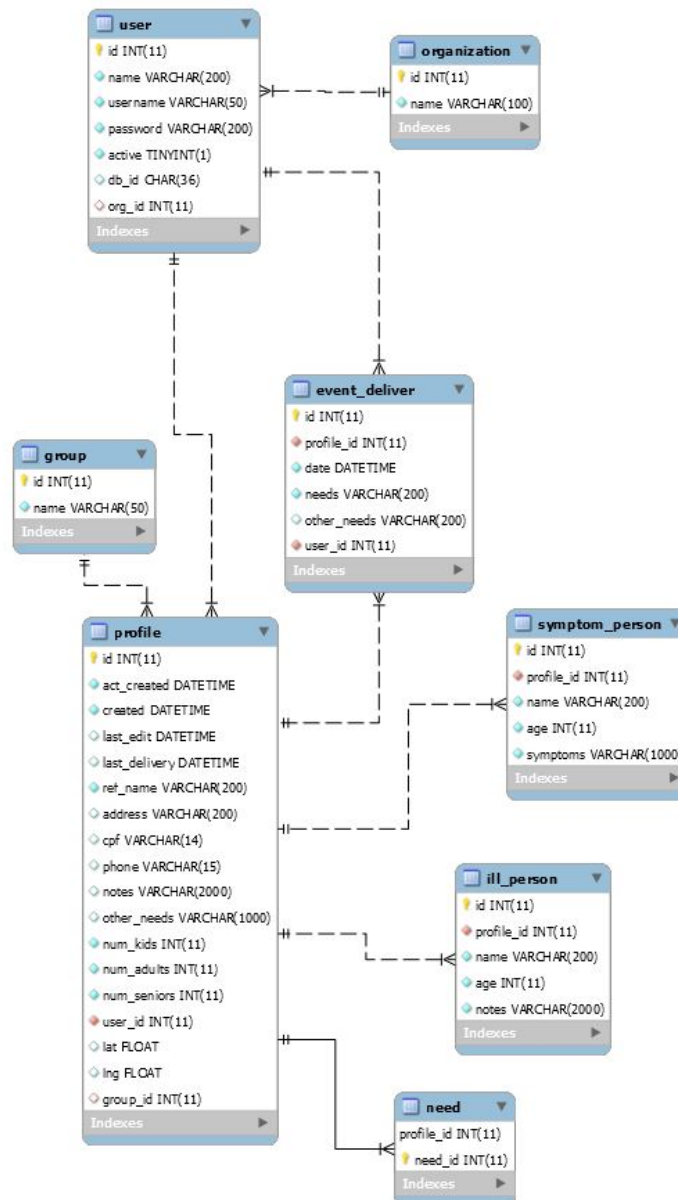 user
id INT(11)
name VARCHAR(200)
username VARCHAR(50)
password VARCHAR(200)
active TINYINT(1)
db_id CHAR(36)
org_id INT(11)
Indexes
organization
id INT(11)
name VARCHAR(100)
Indexes
event_deliver
id INT(11)
profile_id INT(11)
date DATETIME
needs VARCHAR(200)
other_needs VARCHAR(200)
user_id INT(11)
Indexes
group
id INT(11)
name VARCHAR(50)
Indexes
profile
id INT(11)
act_created DATETIME
created DATETIME
last_edit DATETIME
last_delivery DATETIME
ref_name VARCHAR(200)
address VARCHAR(200)
cpf VARCHAR(14)
phone VARCHAR(15)
notes VARCHAR(2000)
other_needs VARCHAR(1000)
num_kids INT(11)
num_adults INT(11)
num_seniors INT(11)
user_id INT(11)
lat FLOAT
lng FLOAT
group_id INT(11)
Indexes
symptom_person
id INT(11)
profile_id INT(11)
name VARCHAR(200)
age INT(11)
symptoms VARCHAR(1000
Indexes
ill_person
id INT(11)
profile_id INT(11)
name VARCHAR(200)
age INT(11)
notes VARCHAR(2000)
Indexes
need
profile_id INT(11)
need_id INT(11)
Indexes